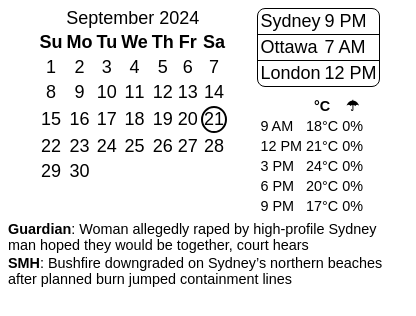 September 2024
Su Mo Tu We Th Fr Sa
1 2 3 4 5 6 7
8 9 10 11 12 13 14
15 16 17 18 19 20 21
22 23 24 25 26 27 28
29 30
Sydney 9 PM
Ottawa 7 AM
London 12 PM
°C ☂
9 AM 18°C 0%
12 PM 21°C 0%
3 PM 24°C 0%
6 PM 20°C 0%
9 PM 17°C 0%
Guardian: Woman allegedly raped by high-profile Sydney
man hoped they would be together, court hears
SMH: Bushfire downgraded on Sydney's northern beaches
after planned burn jumped containment lines